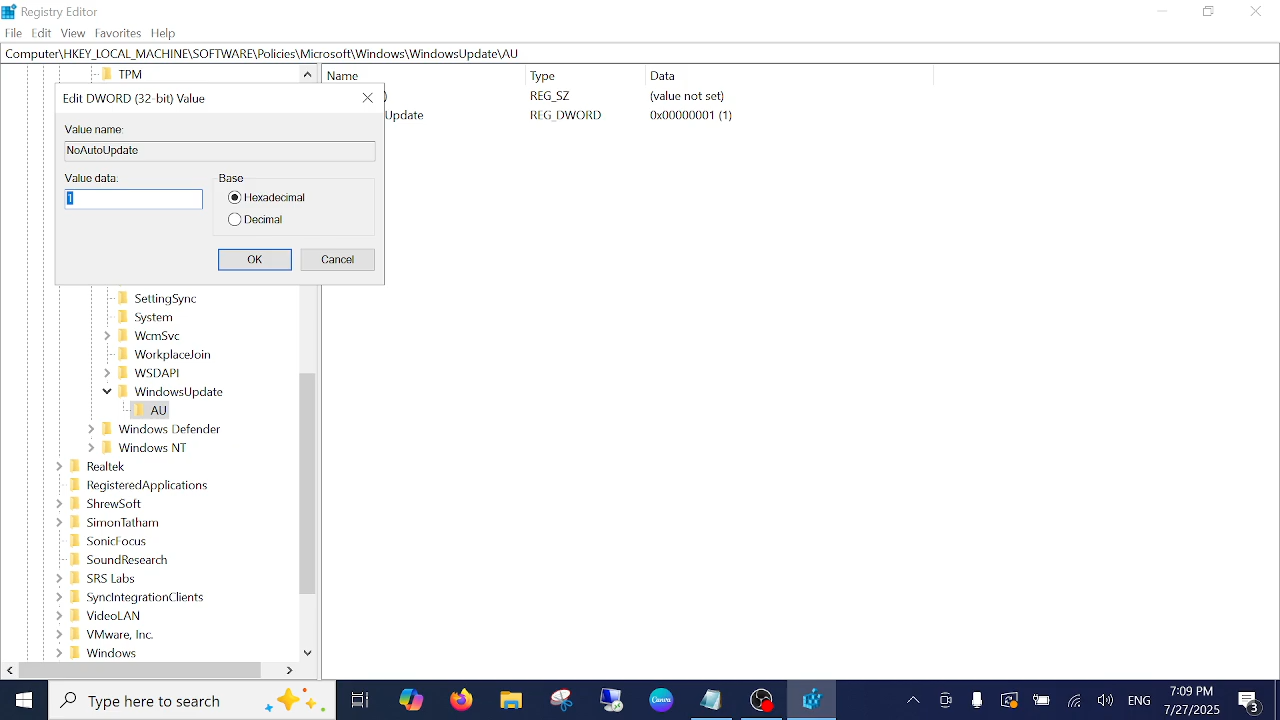 Registry Editor
File Edit View Favorites Help
Computer\HKEY_LOCAL_MACHINE\SOFTWARE\Policies\Microsoft\Windows\WindowsUpdate\AU
TPM
Name Type Data
) REG_SZ (value not set)
Update REG_DWORD 0x00000001 (1)
Edit DWORD (32-bit) Value
Value name:
NoAutoUpdate
Value data:
1
Base
Hexadecimal
Decimal
OK Cancel
SettingSync
System
WcmSvc
WorkplaceJoin
WSDAPI
WindowsUpdate
AU
Windows Defender
Windows NT
Realtek
RegisteredApplications
ShrewSoft
SimonTatham
SonicFocus
SoundResearch
SRS Labs
SyncIntegrationClients
VideoLAN
VMware, Inc.
Windows
Type here to search
Canva
ENG
7:09 PM
7/27/2025
3